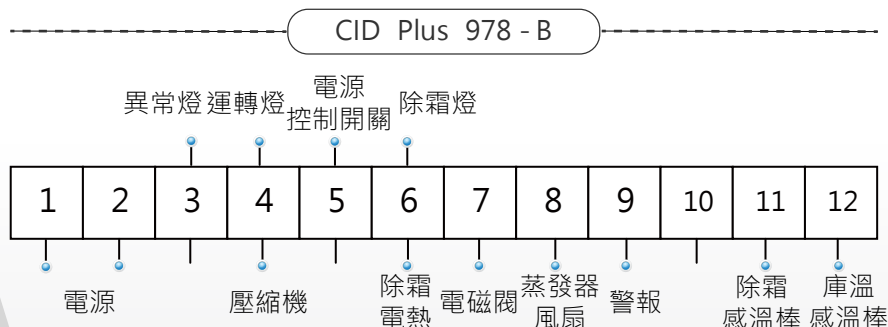 CID Plus 978 - B
異常燈 運轉燈 電源 除霜燈
控制開關
1 2 3 4 5 6 7 8 9 10 11 12
電源 壓縮機 除霜 電磁閥 蒸發器 警報 除霜 庫溫
電熱 風扇 感溫棒 感溫棒